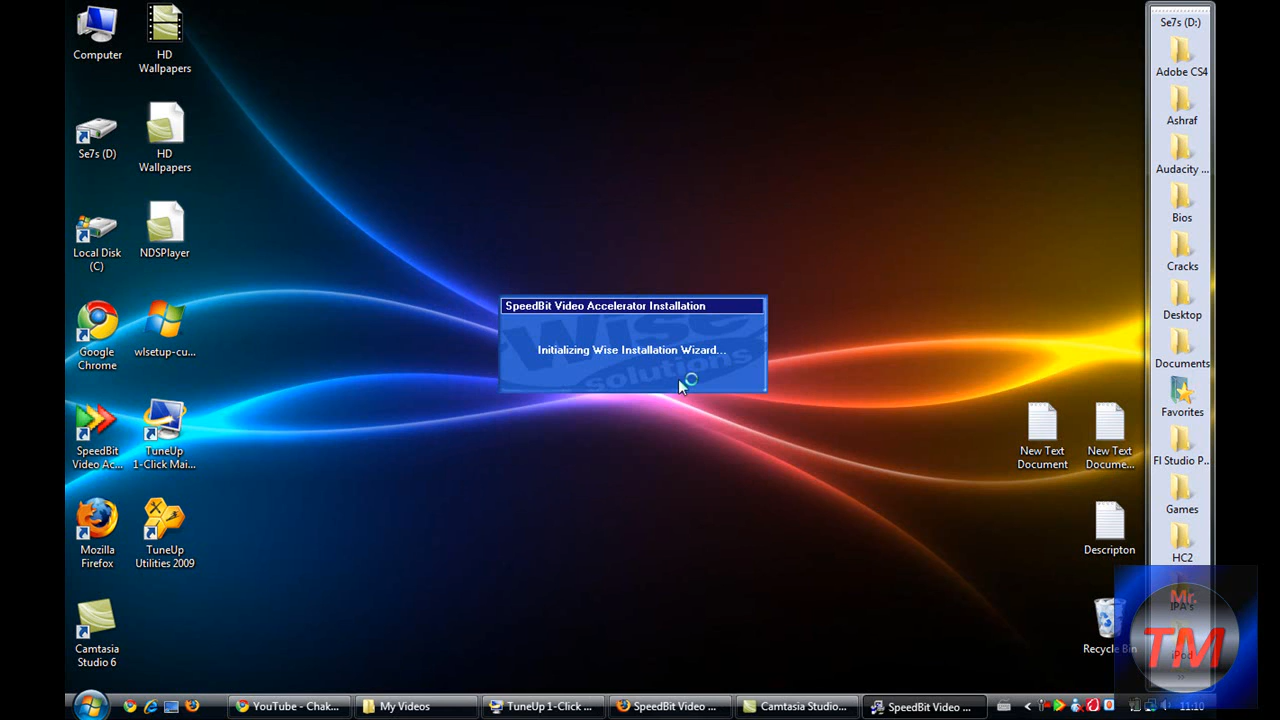 Computer
HD
Wallpapers
Se7s (D)
HD
Wallpapers
Local Disk
(C)
NDSPlayer
Google
Chrome
wlsetup-cu...
SpeedBit
Video Ac...
TuneUp
1-Click Mai...
Mozilla
Firefox
TuneUp
Utilities 2009
Camtasia
Studio 6
SpeedBit Video Accelerator Installation
Wise
solutions
Initializing Wise Installation Wizard...
New Text
Document
New Text
Docume...
Descripton
Recycle Bin
Se7s (D:)
Adobe CS4
Ashraf
Audacity ...
Bios
Cracks
Desktop
Documents
Favorites
Fl Studio P...
Games
HC2
IPA's
iPod
Mr.
TM
YouTube - Chak...
My Videos
TuneUp 1-Click ...
SpeedBit Video ...
Camtasia Studio...
SpeedBit Video ...
11:10